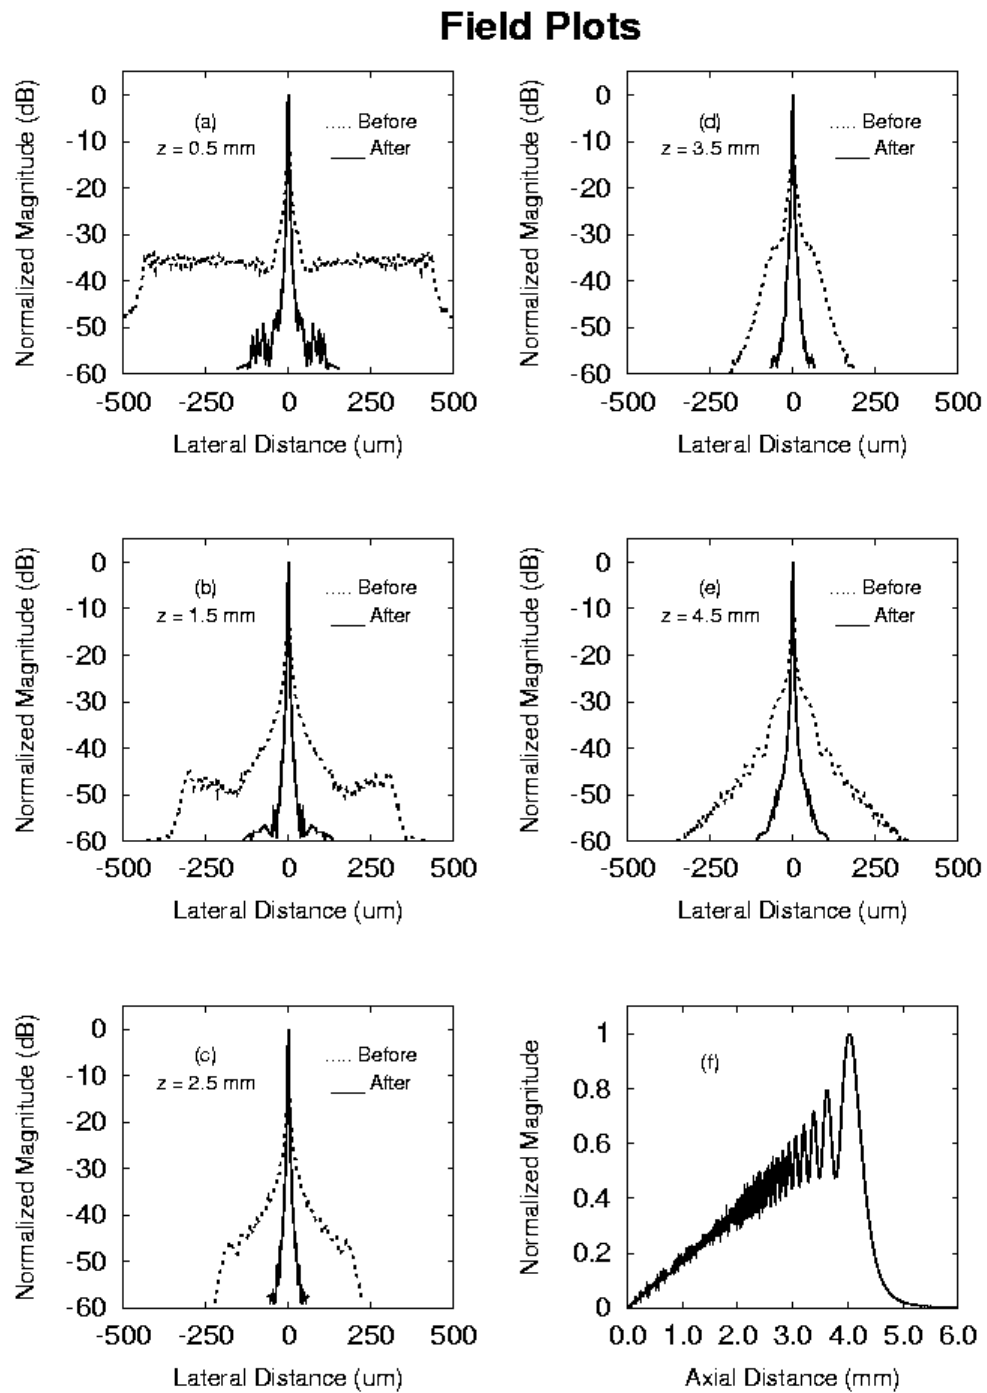 Field Plots
Normalized Magnitude (dB)
0
-10
-20
-30
-40
-50
-60
(a)
z = 0.5 mm
..... Before
After
-500 -250 0 250 500
Lateral Distance (um)
Normalized Magnitude (dB)
0
-10
-20
-30
-40
-50
-60
(d)
z = 3.5 mm
..... Before
After
-500 -250 0 250 500
Lateral Distance (um)
Normalized Magnitude (dB)
0
-10
-20
-30
-40
-50
-60
(b)
z = 1.5 mm
..... Before
After
-500 -250 0 250 500
Lateral Distance (um)
Normalized Magnitude (dB)
0
-10
-20
-30
-40
-50
-60
(e)
z = 4.5 mm
..... Before
After
-500 -250 0 250 500
Lateral Distance (um)
Normalized Magnitude (dB)
0
-10
-20
-30
-40
-50
-60
(c)
z = 2.5 mm
..... Before
After
-500 -250 0 250 500
Lateral Distance (um)
Normalized Magnitude
1
0.8
0.6
0.4
0.2
0
(f)
0.0 1.0 2.0 3.0 4.0 5.0 6.0
Axial Distance (mm)